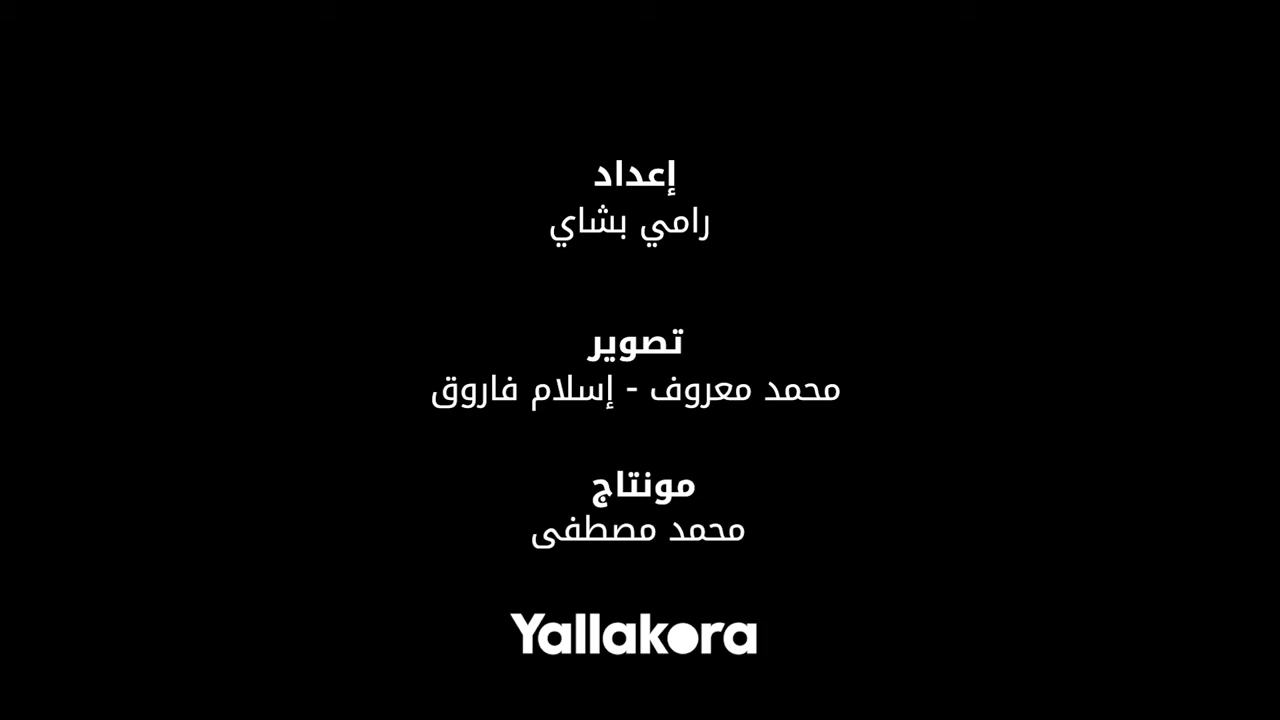 إعداد
رامي بشاي
تصوير
محمد معروف - إسلام فاروق
مونتاج
محمد مصطفى
Yallakora